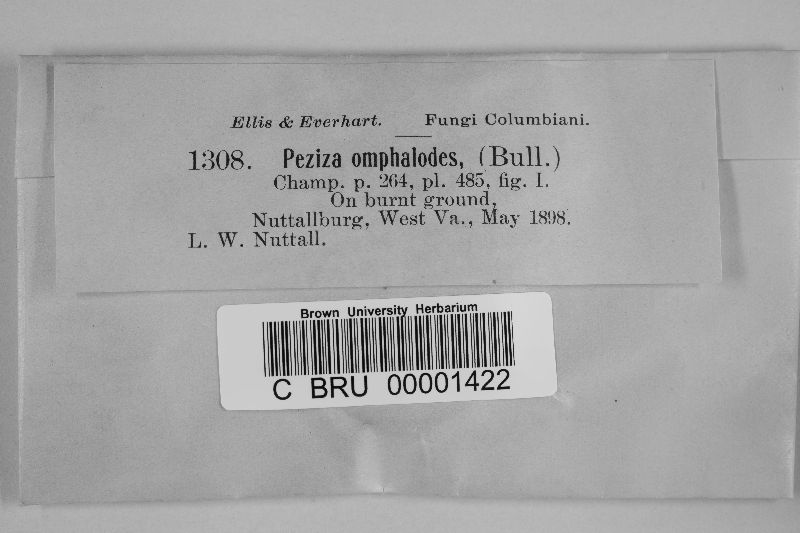 Ellis & Everhart. Fungi Columbiani.
1308. Peziza omphalodes, (Bull.)
Champ. p. 264, pl. 485, fig. I.
On burnt ground,
Nuttallburg, West Va., May 1898.
L. W. Nuttall.
Brown University Herbarium
C BRU 00001422